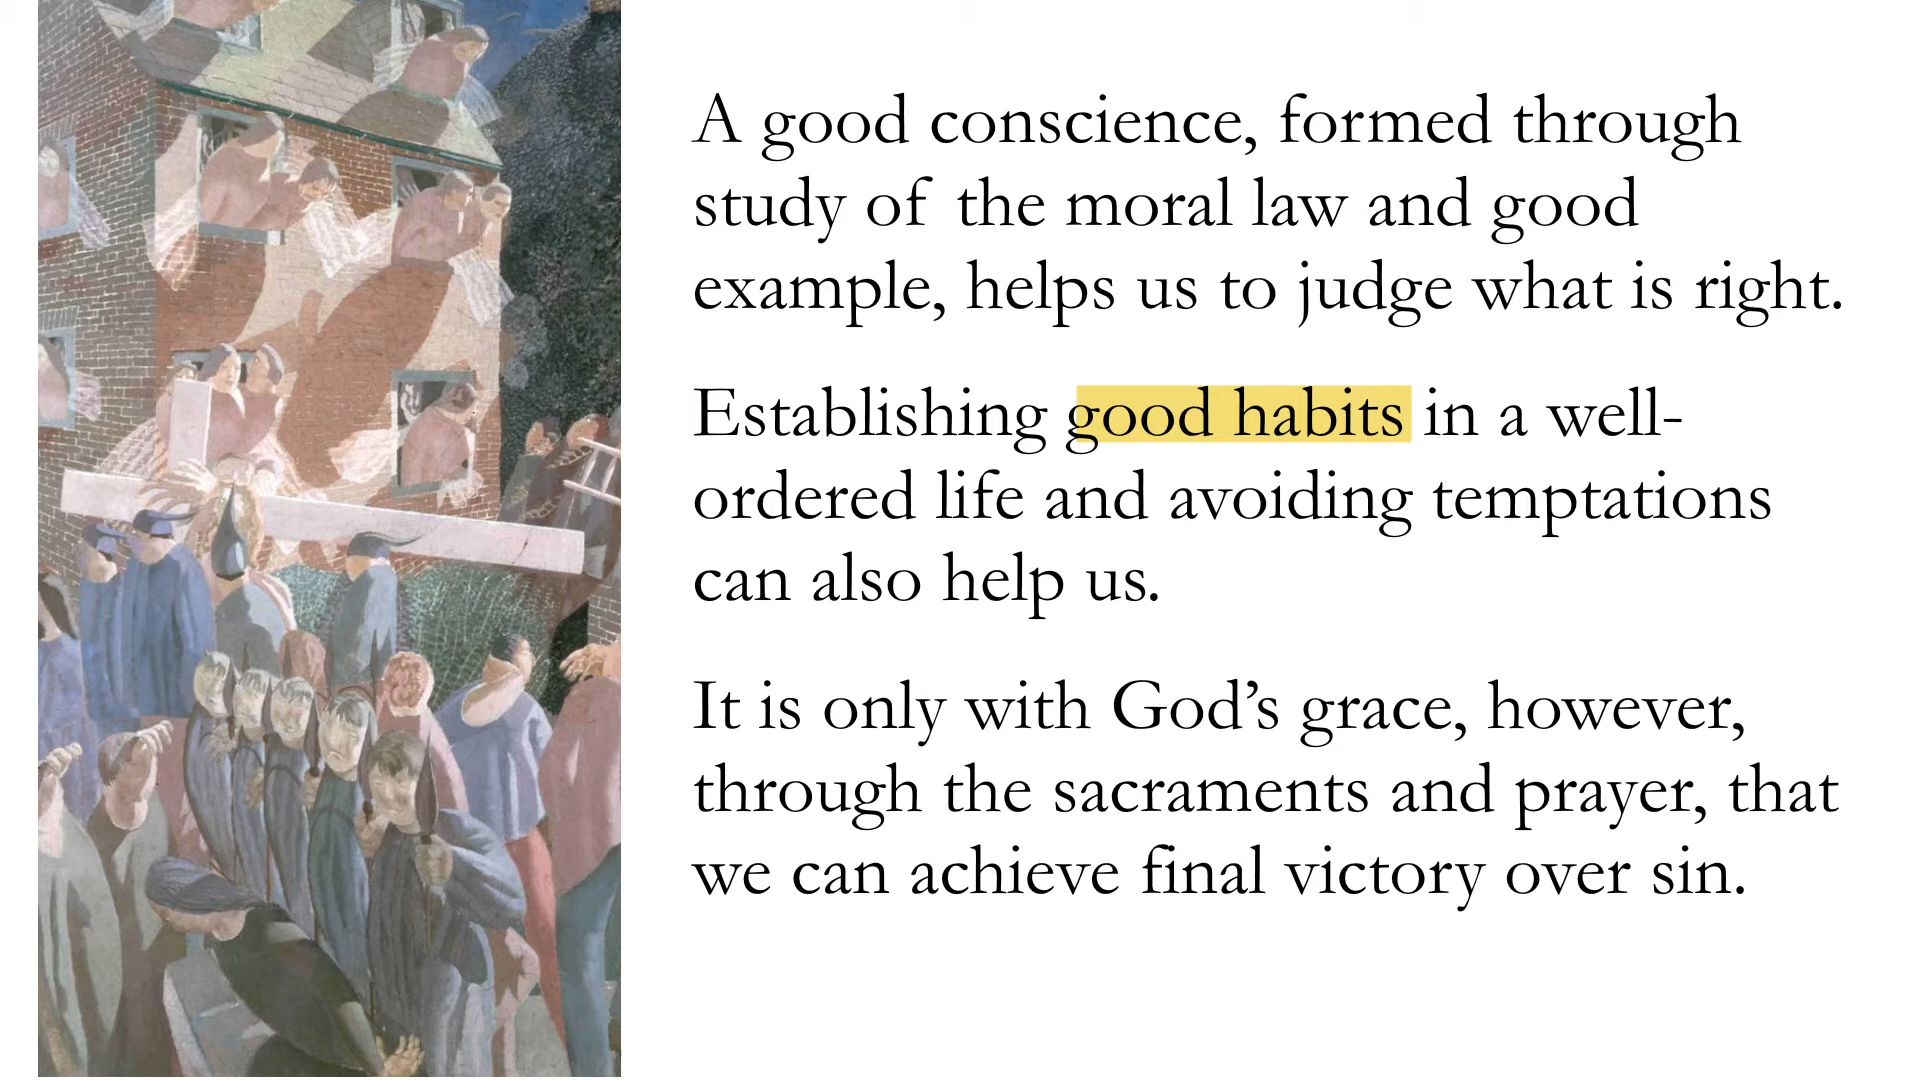 A good conscience, formed through
study of the moral law and good
example, helps us to judge what is right.
Establishing good habits in a well-
ordered life and avoiding temptations
can also help us.
It is only with God’s grace, however,
through the sacraments and prayer, that
we can achieve final victory over sin.